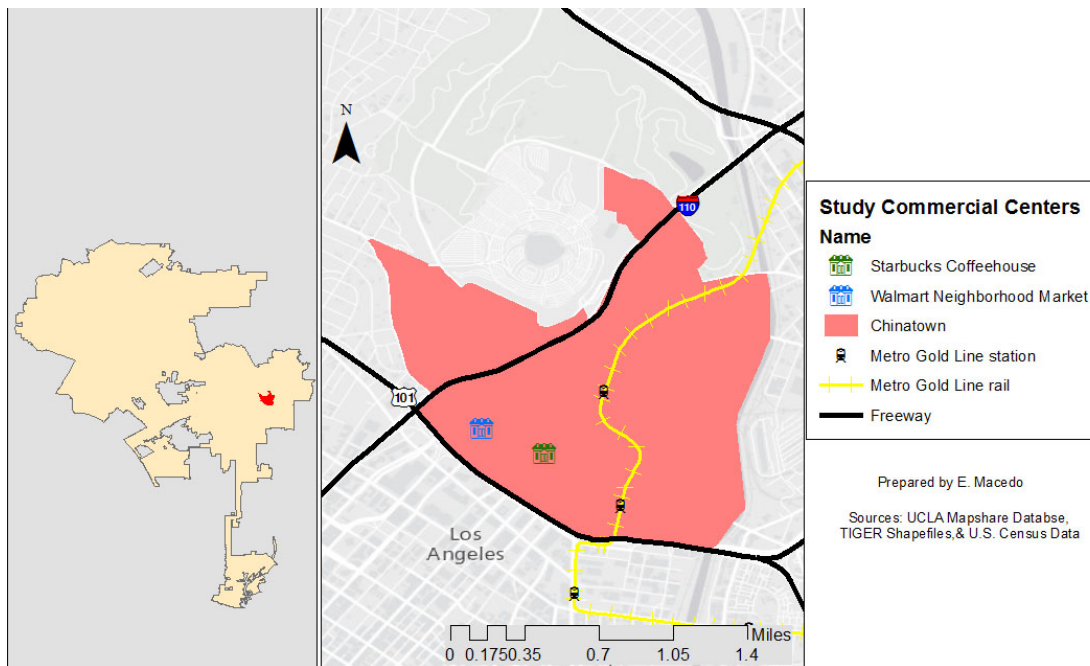 N
110
101
Los
Angeles
Miles
0 0.1750.35 0.7 1.05 1.4
Study Commercial Centers
Name
Starbucks Coffeehouse
Walmart Neighborhood Market
Chinatown
Metro Gold Line station
Metro Gold Line rail
Freeway
Prepared by E. Macedo
Sources: UCLA Mapshare Databse,
TIGER Shapefiles,& U.S. Census Data